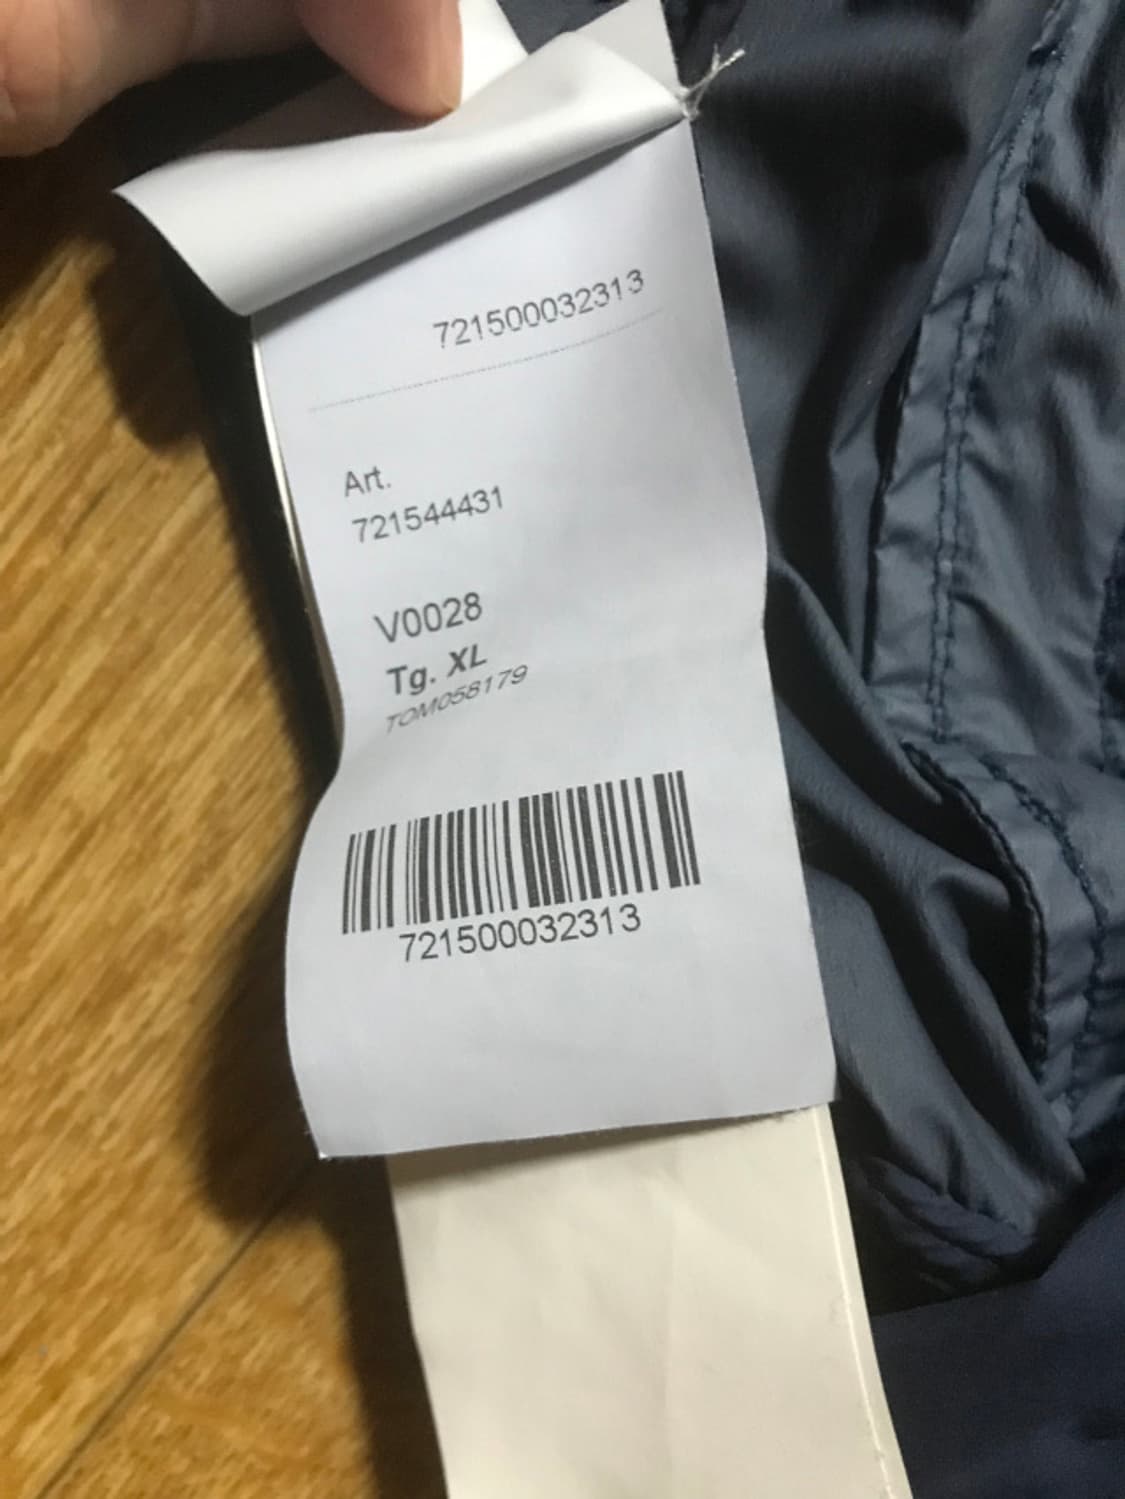 721500032313
Art.
721544431
V0028
Tg. XL
TOM058179
721500032313